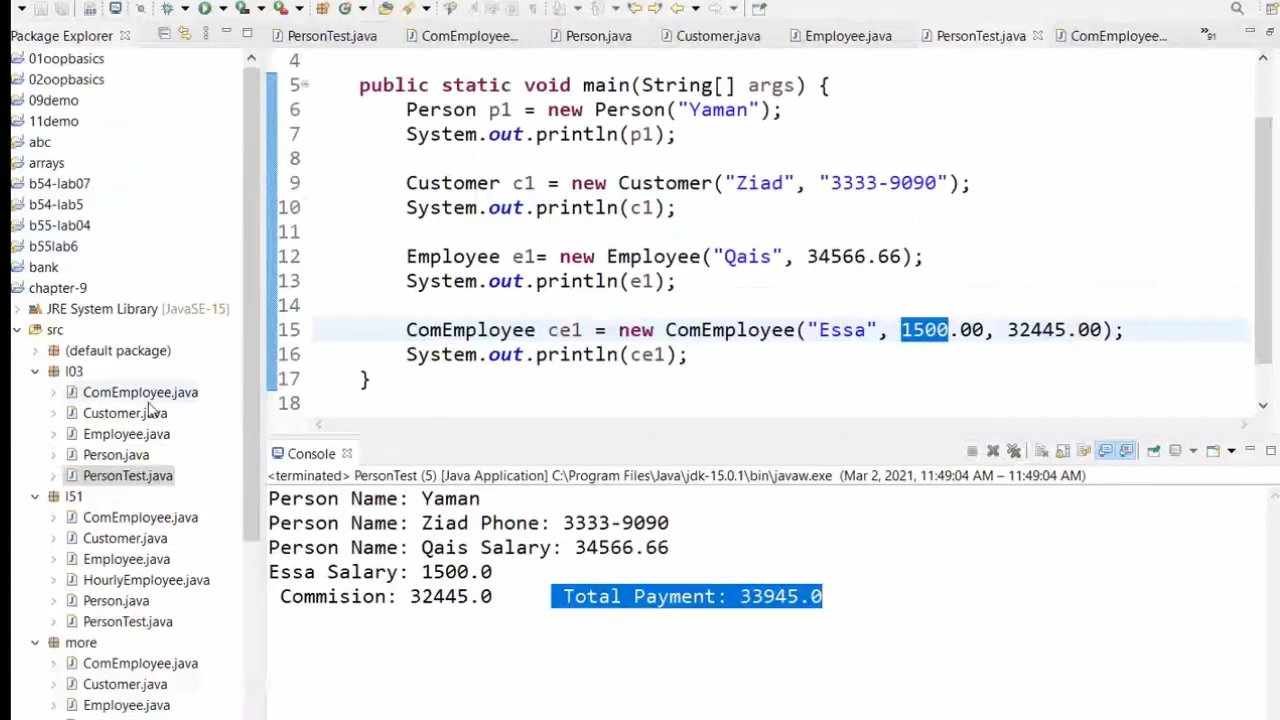 Package Explorer
01oopbasics
02oopbasics
09demo
11demo
abc
arrays
b54-lab07
b54-lab5
b55-lab04
b55lab6
bank
chapter-9
JRE System Library [JavaSE-15]
src
(default package)
l03
ComEmployee.java
Customer.java
Employee.java
Person.java
PersonTest.java
l51
ComEmployee.java
Customer.java
Employee.java
HourlyEmployee.java
Person.java
PersonTest.java
more
ComEmployee.java
Customer.java
Employee.java
PersonTest.java ComEmployee... Person.java Customer.java Employee.java PersonTest.java ComEmployee... »91
4
5 public static void main(String[] args) {
6 Person p1 = new Person("Yaman");
7 System.out.println(p1);
8
9 Customer c1 = new Customer("Ziad", "3333-9090");
10 System.out.println(c1);
11
12 Employee e1= new Employee("Qais", 34566.66);
13 System.out.println(e1);
14
15 ComEmployee ce1 = new ComEmployee("Essa", 1500.00, 32445.00);
16 System.out.println(ce1);
17 }
18
Console
<terminated> PersonTest (5) [Java Application] C:\Program Files\Java\jdk-15.0.1\bin\javaw.exe (Mar 2, 2021, 11:49:04 AM – 11:49:04 AM)
Person Name: Yaman
Person Name: Ziad Phone: 3333-9090
Person Name: Qais Salary: 34566.66
Essa Salary: 1500.0
Commision: 32445.0 Total Payment: 33945.0